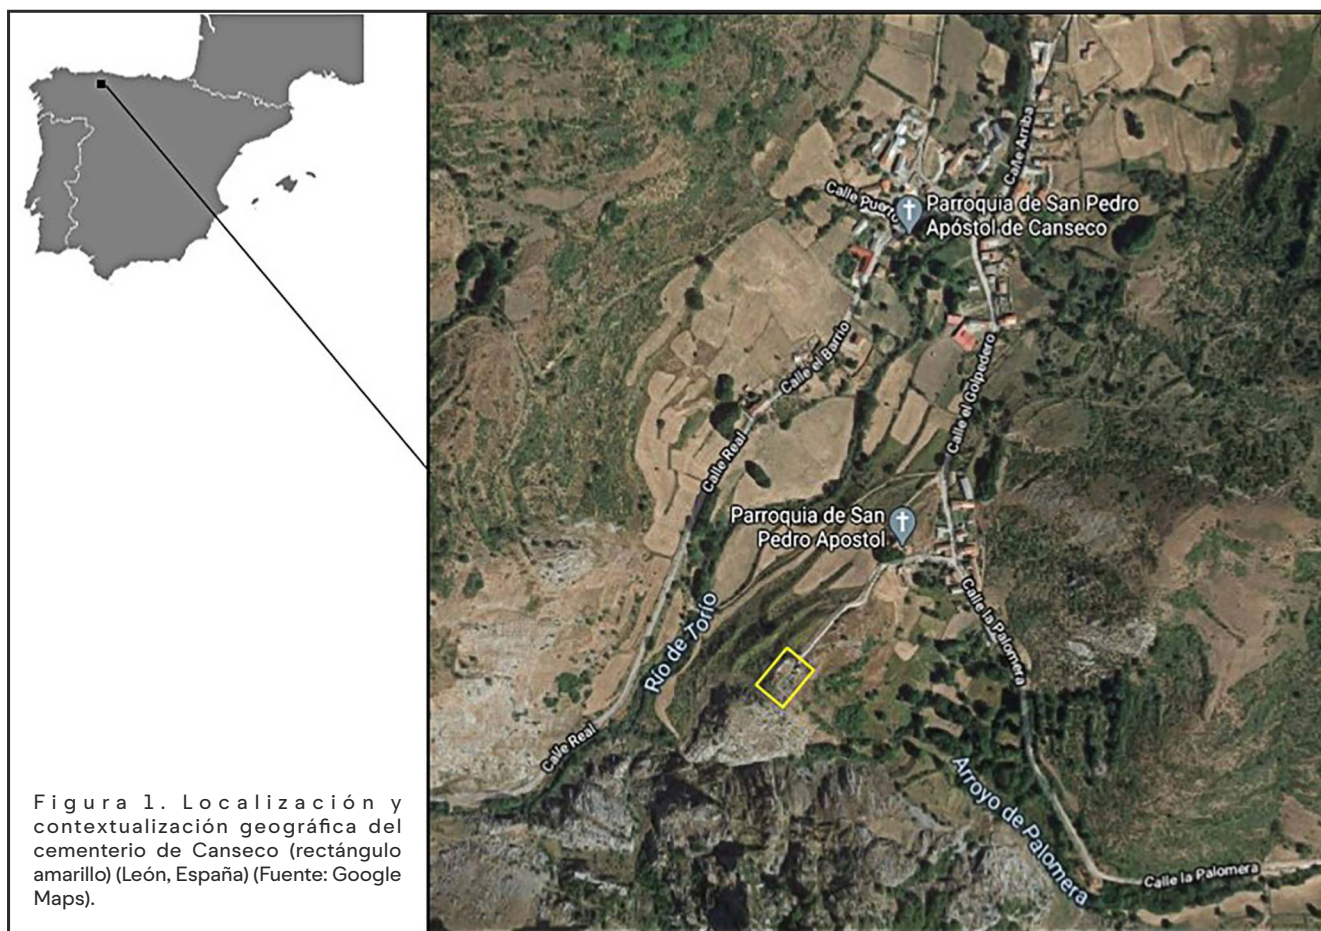 Calle Arriba
Calle Puerto
Parroquia de San Pedro
Apóstol de Canseco
Calle el Barrio
Calle el Golpedero
Calle Real
Parroquia de San
Pedro Apostol
Calle la Palomera
Río de Torío
Calle Real
Arroyo de Palomera
Calle la Palomera
Figura 1. Localización y
contextualización geográfica del
cementerio de Canseco (rectángulo
amarillo) (León, España) (Fuente: Google
Maps).